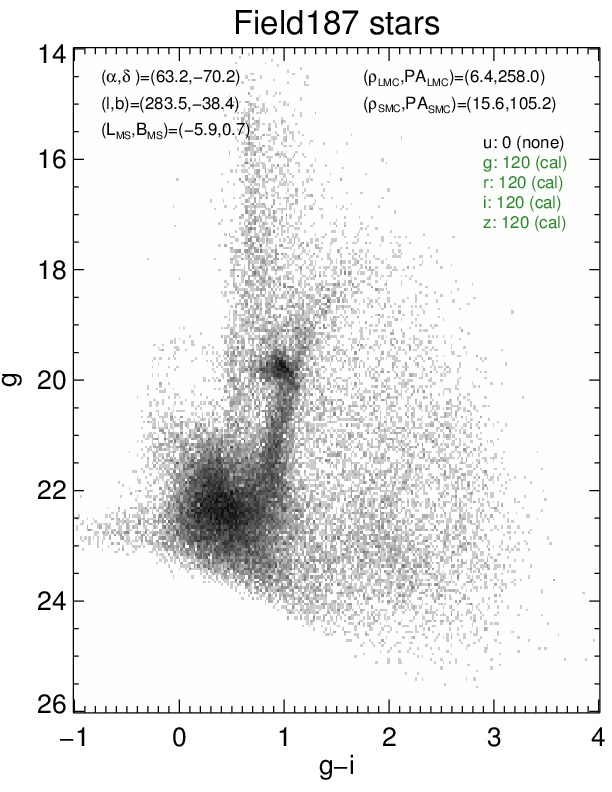 Field187 stars
(α,δ )=(63.2,−70.2)
(ρLMC,PALMC)=(6.4,258.0)
(l,b)=(283.5,−38.4)
(ρSMC,PASMC)=(15.6,105.2)
(LMS,BMS)=(−5.9,0.7)
u: 0 (none)
g: 120 (cal)
r: 120 (cal)
i: 120 (cal)
z: 120 (cal)
14
16
18
20
22
24
26
g
−1 0 1 2 3 4
g−i